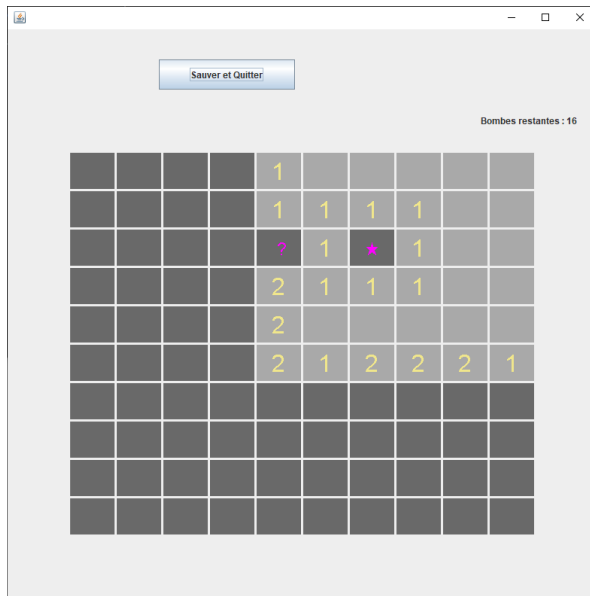 Sauver et Quitter
Bombes restantes : 16
1
1 1 1 1
? 1 ★ 1
2 1 1 1
2
2 1 2 2 2 1